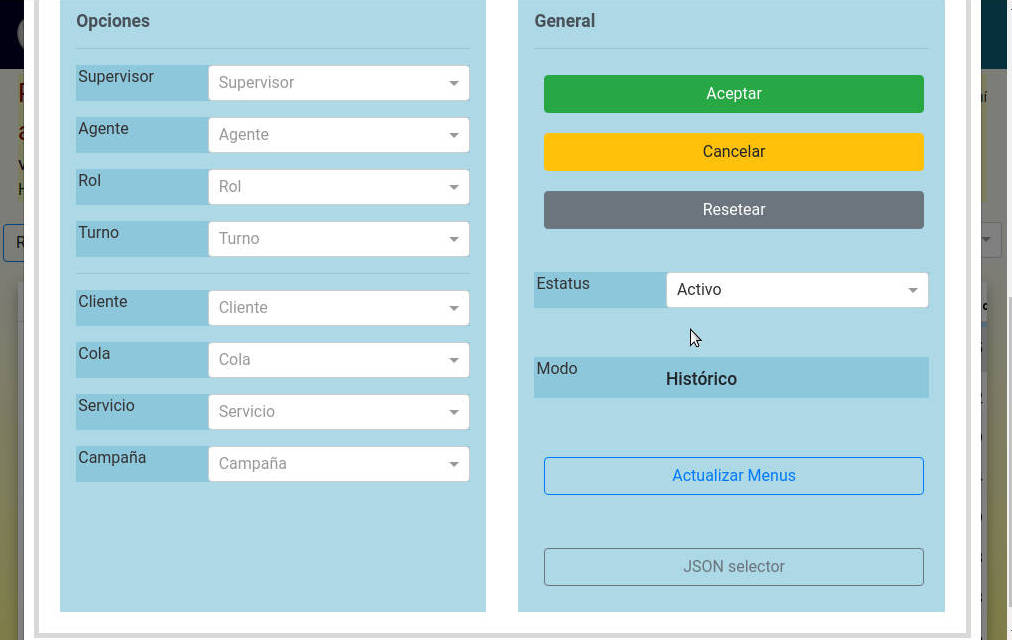 Opciones
Supervisor
Supervisor
Agente
Agente
Rol
Rol
Turno
Turno
Cliente
Cliente
Cola
Cola
Servicio
Servicio
Campaña
Campaña
General
Aceptar
Cancelar
Resetear
Estatus
Activo
Modo
Histórico
Actualizar Menus
JSON selector